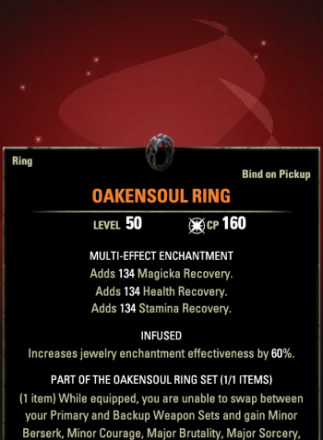 Ring
Bind on Pickup
OAKENSOUL RING
LEVEL 50 CP 160
MULTI-EFFECT ENCHANTMENT
Adds 134 Magicka Recovery.
Adds 134 Health Recovery.
Adds 134 Stamina Recovery.
INFUSED
Increases jewelry enchantment effectiveness by 60%.
PART OF THE OAKENSOUL RING SET (1/1 ITEMS)
(1 item) While equipped, you are unable to swap between
your Primary and Backup Weapon Sets and gain Minor
Berserk, Minor Courage, Major Brutality, Major Sorcery,